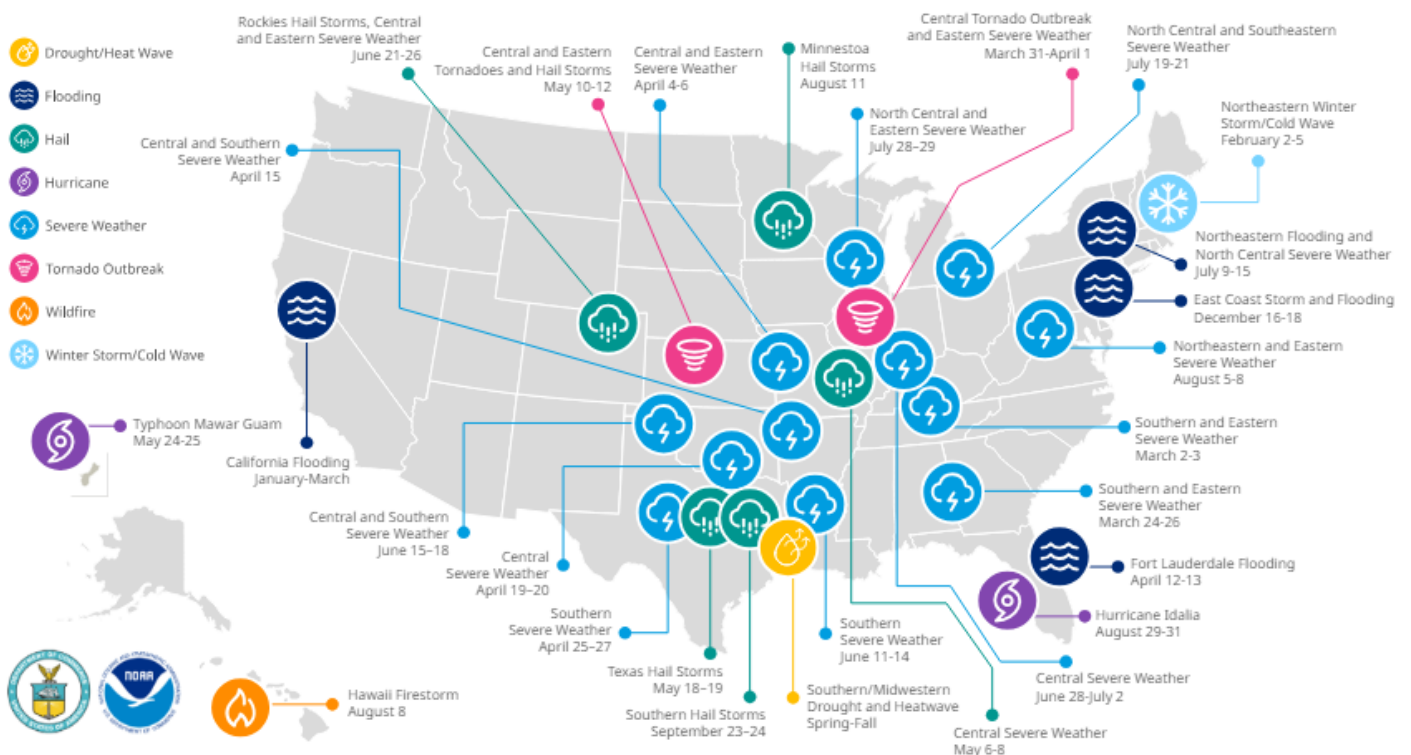 Drought/Heat Wave
Flooding
Hail
Hurricane
Severe Weather
Tornado Outbreak
Wildfire
Winter Storm/Cold Wave
Rockies Hail Storms, Central
and Eastern Severe Weather
June 21-26
Central and Eastern
Tornadoes and Hail Storms
May 10-12
Central and Eastern
Severe Weather
April 4-6
Minnestoa
Hail Storms
August 11
Central Tornado Outbreak
and Eastern Severe Weather
March 31-April 1
North Central and Southeastern
Severe Weather
July 19-21
North Central and
Eastern Severe Weather
July 28–29
Northeastern Winter
Storm/Cold Wave
February 2-5
Central and Southern
Severe Weather
April 15
Northeastern Flooding and
North Central Severe Weather
July 9-15
East Coast Storm and Flooding
December 16-18
Northeastern and Eastern
Severe Weather
August 5-8
Typhoon Mawar Guam
May 24-25
California Flooding
January-March
Southern and Eastern
Severe Weather
March 2-3
Southern and Eastern
Severe Weather
March 24-26
Central and Southern
Severe Weather
June 15–18
Central
Severe Weather
April 19–20
Fort Lauderdale Flooding
April 12-13
Southern
Severe Weather
April 25–27
Southern
Severe Weather
June 11-14
Hurricane Idalia
August 29-31
Texas Hail Storms
May 18–19
Southern Hail Storms
September 23–24
Southern/Midwestern
Drought and Heatwave
Spring-Fall
Central Severe Weather
June 28-July 2
Central Severe Weather
May 6-8
Hawaii Firestorm
August 8
DEPARTMENT OF COMMERCE
UNITED STATES OF AMERICA
NOAA